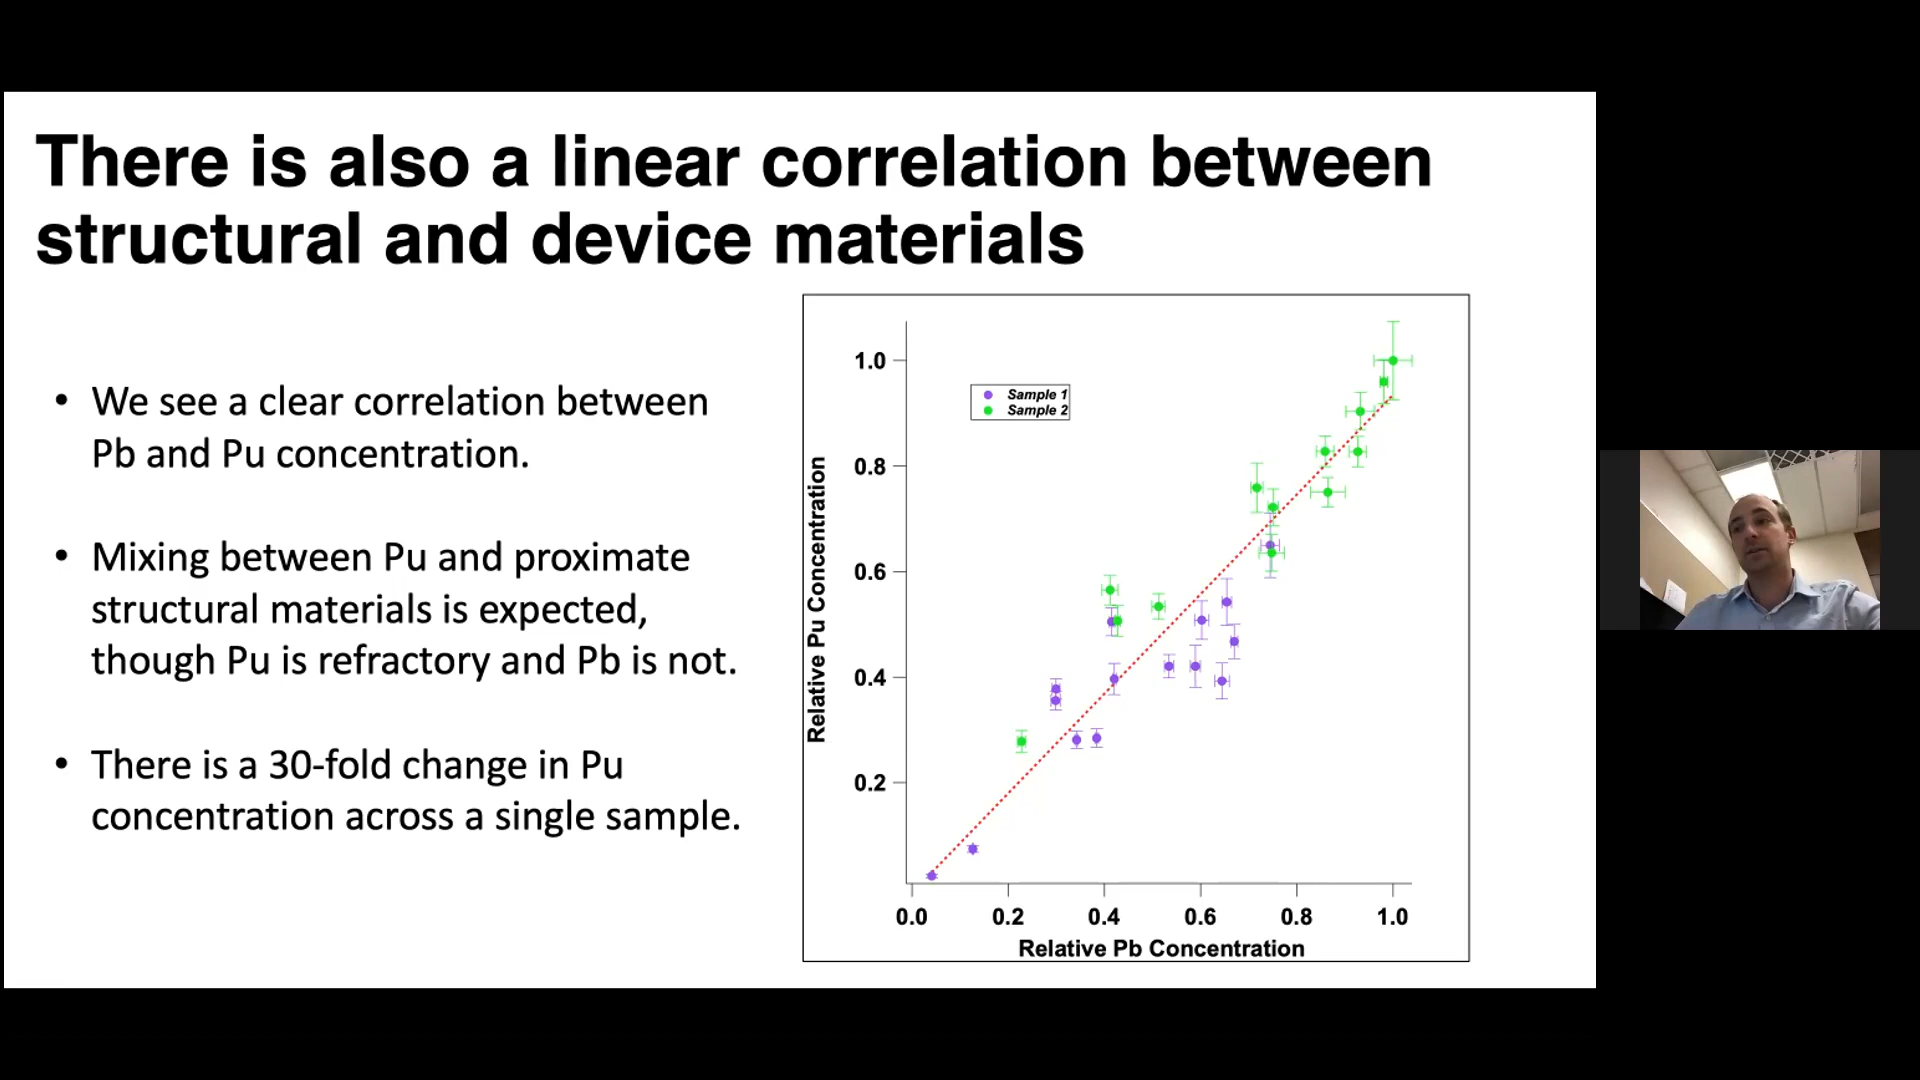 There is also a linear correlation between
structural and device materials
• We see a clear correlation between
Pb and Pu concentration.
• Mixing between Pu and proximate
structural materials is expected,
though Pu is refractory and Pb is not.
• There is a 30-fold change in Pu
concentration across a single sample.
Relative Pu Concentration
1.0
0.8
0.6
0.4
0.2
Sample 1
Sample 2
0.0 0.2 0.4 0.6 0.8 1.0
Relative Pb Concentration